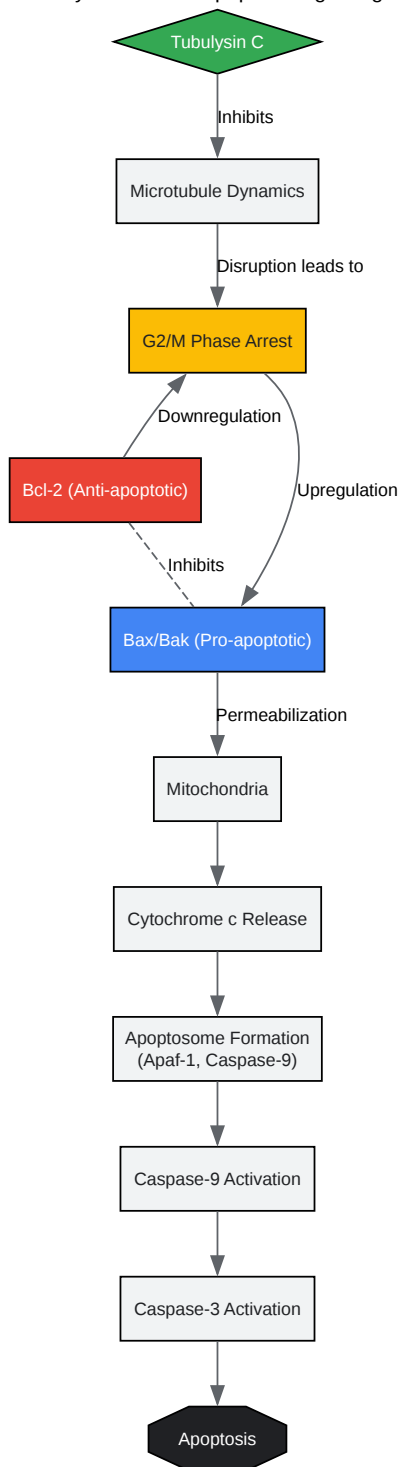 Tubulysin C
Inhibits
Microtubule Dynamics
Disruption leads to
G2/M Phase Arrest
Downregulation
Bcl-2 (Anti-apoptotic)
Upregulation
Inhibits
Bax/Bak (Pro-apoptotic)
Permeabilization
Mitochondria
Cytochrome c Release
Apoptosome Formation
(Apaf-1, Caspase-9)
Caspase-9 Activation
Caspase-3 Activation
Apoptosis